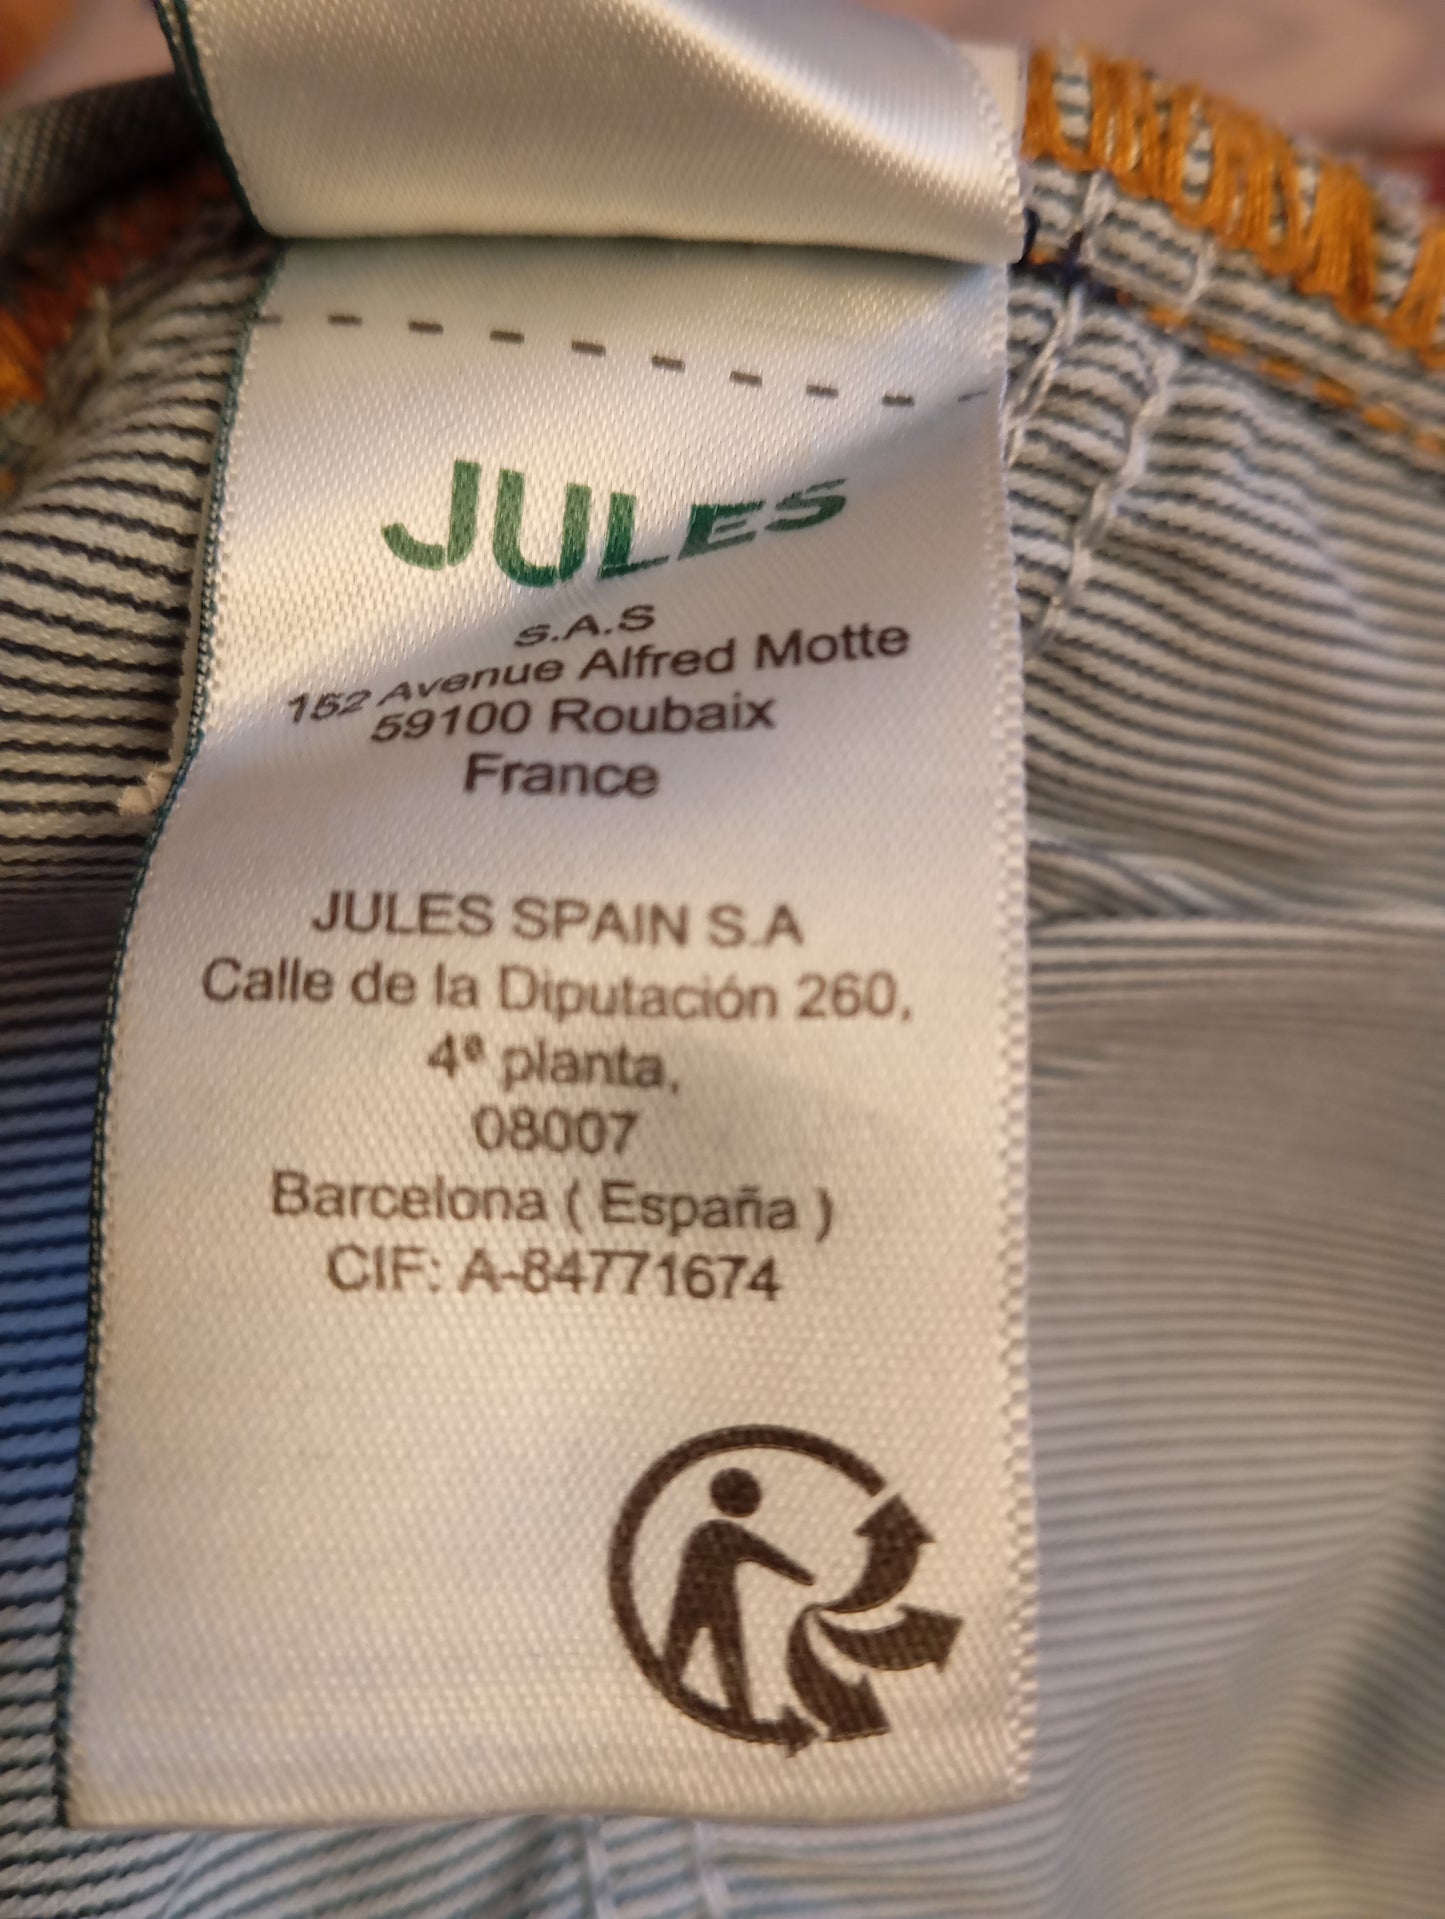 JULES
S.A.S
152 Avenue Alfred Motte
59100 Roubaix
France
JULES SPAIN S.A
Calle de la Diputación 260,
4ª planta,
08007
Barcelona ( España )
CIF: A-84771674